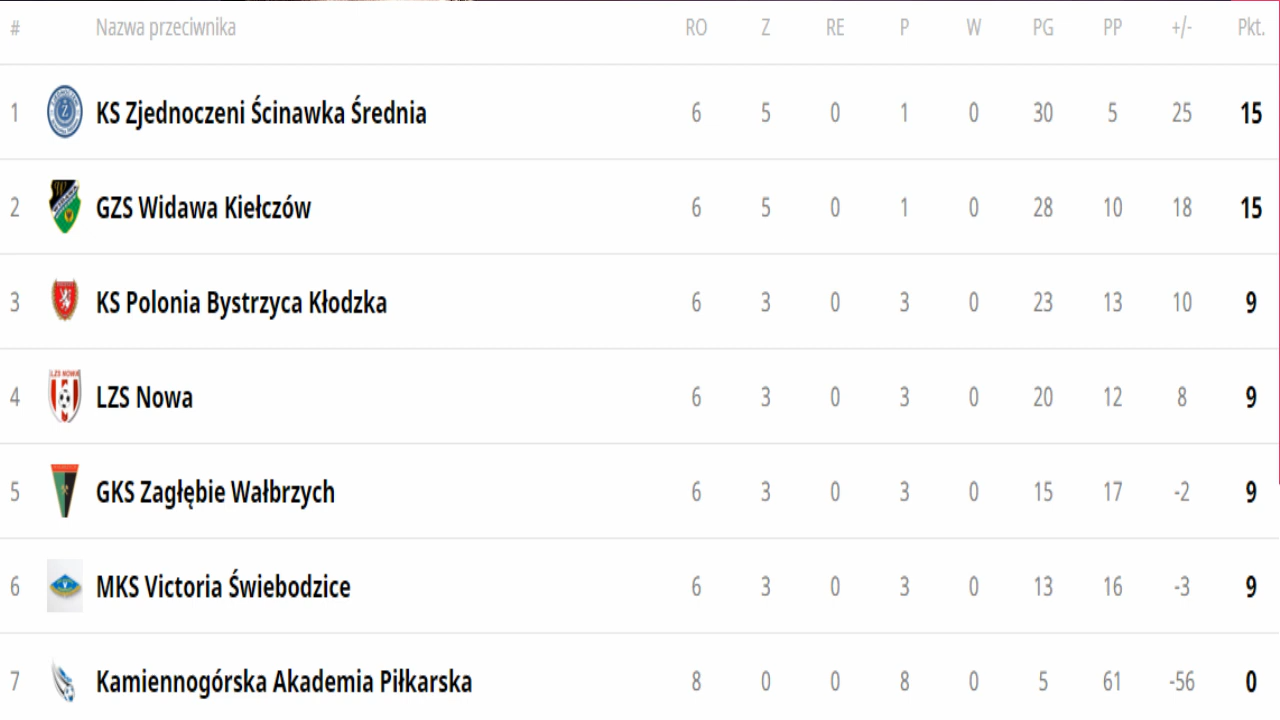 # Nazwa przeciwnika RO Z RE P W PG PP +/- Pkt.
1 KS Zjednoczeni Ścinawka Średnia 6 5 0 1 0 30 5 25 15
2 GZS Widawa Kiełczów 6 5 0 1 0 28 10 18 15
3 KS Polonia Bystrzyca Kłodzka 6 3 0 3 0 23 13 10 9
LZS NOWA
4 LZS Nowa 6 3 0 3 0 20 12 8 9
5 GKS Zagłębie Wałbrzych 6 3 0 3 0 15 17 -2 9
6 MKS Victoria Świebodzice 6 3 0 3 0 13 16 -3 9
7 Kamiennogórska Akademia Piłkarska 8 0 0 8 0 5 61 -56 0